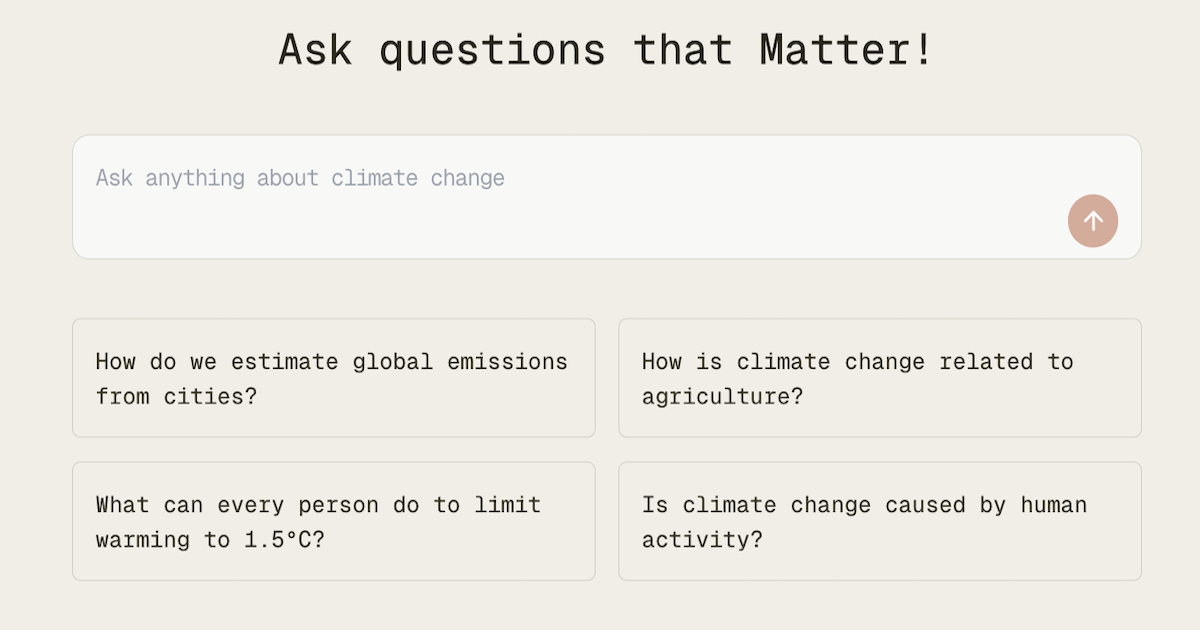 Ask questions that Matter!
Ask anything about climate change
How do we estimate global emissions
from cities?
How is climate change related to
agriculture?
What can every person do to limit
warming to 1.5°C?
Is climate change caused by human
activity?